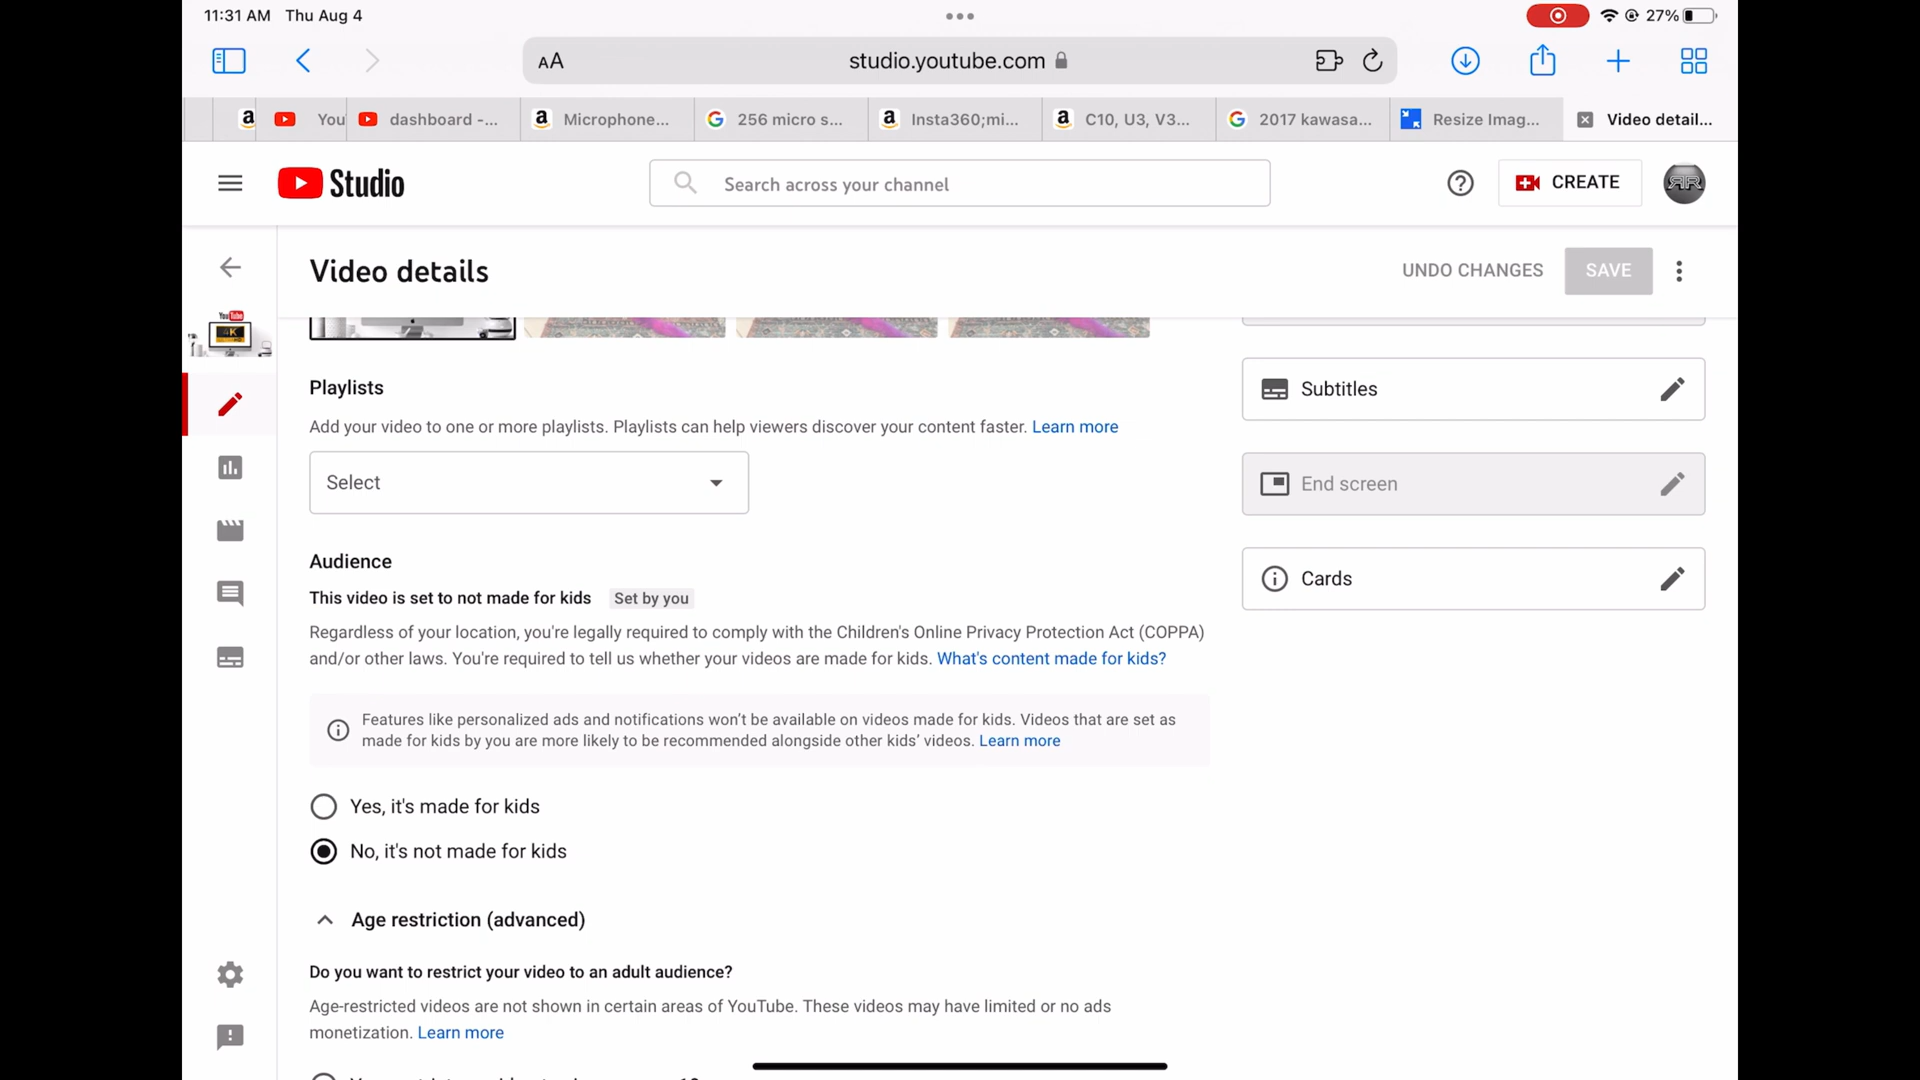 11:31 AM Thu Aug 4
27%
AA
studio.youtube.com
You
dashboard -...
Microphone...
256 micro s...
Insta360;mi...
C10, U3, V3...
2017 kawasa...
Resize Imag...
Video detail...
Studio
Search across your channel
CREATE
Video details
UNDO CHANGES
SAVE
YouTube
4K
Playlists
Add your video to one or more playlists. Playlists can help viewers discover your content faster. Learn more
Select
Subtitles
End screen
Cards
Audience
This video is set to not made for kids Set by you
Regardless of your location, you're legally required to comply with the Children's Online Privacy Protection Act (COPPA)
and/or other laws. You're required to tell us whether your videos are made for kids. What's content made for kids?
Features like personalized ads and notifications won't be available on videos made for kids. Videos that are set as
made for kids by you are more likely to be recommended alongside other kids' videos. Learn more
Yes, it's made for kids
No, it's not made for kids
Age restriction (advanced)
Do you want to restrict your video to an adult audience?
Age-restricted videos are not shown in certain areas of YouTube. These videos may have limited or no ads
monetization. Learn more